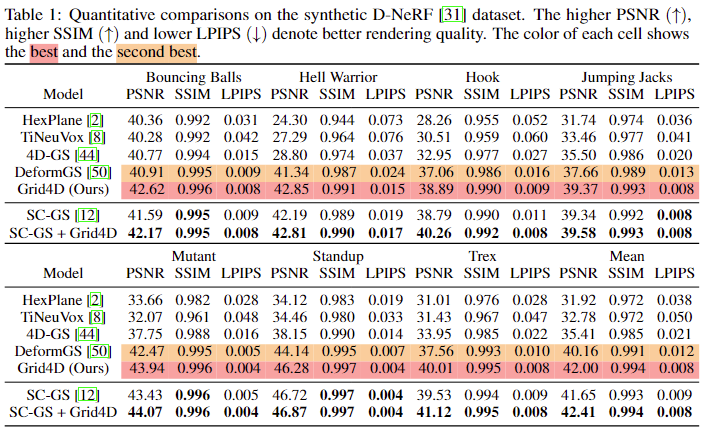 Table 1: Quantitative comparisons on the synthetic D-NeRF [31] dataset. The higher PSNR (↑),
higher SSIM (↑) and lower LPIPS (↓) denote better rendering quality. The color of each cell shows
the best and the second best.
Bouncing Balls Hell Warrior Hook Jumping Jacks
Model PSNR SSIM LPIPS PSNR SSIM LPIPS PSNR SSIM LPIPS PSNR SSIM LPIPS
HexPlane [2] 40.36 0.992 0.031 24.30 0.944 0.073 28.26 0.955 0.052 31.74 0.974 0.036
TiNeuVox [8] 40.28 0.992 0.042 27.29 0.964 0.076 30.51 0.959 0.060 33.46 0.977 0.041
4D-GS [44] 40.77 0.994 0.015 28.80 0.974 0.037 32.95 0.977 0.027 35.50 0.986 0.020
DeformGS [50] 40.91 0.995 0.009 41.34 0.987 0.024 37.06 0.986 0.016 37.66 0.989 0.013
Grid4D (Ours) 42.62 0.996 0.008 42.85 0.991 0.015 38.89 0.990 0.009 39.37 0.993 0.008
SC-GS [12] 41.59 0.995 0.009 42.19 0.989 0.019 38.79 0.990 0.011 39.34 0.992 0.008
SC-GS + Grid4D 42.17 0.995 0.008 42.81 0.990 0.017 40.26 0.992 0.008 39.58 0.993 0.008
Mutant Standup Trex Mean
Model PSNR SSIM LPIPS PSNR SSIM LPIPS PSNR SSIM LPIPS PSNR SSIM LPIPS
HexPlane [2] 33.66 0.982 0.028 34.12 0.983 0.019 31.01 0.976 0.028 31.92 0.972 0.038
TiNeuVox [8] 32.07 0.961 0.048 34.46 0.980 0.033 31.43 0.967 0.047 32.78 0.972 0.050
4D-GS [44] 37.75 0.988 0.016 38.15 0.990 0.014 33.95 0.985 0.022 35.41 0.985 0.021
DeformGS [50] 42.47 0.995 0.005 44.14 0.995 0.007 37.56 0.993 0.010 40.16 0.991 0.012
Grid4D (Ours) 43.94 0.996 0.004 46.28 0.997 0.004 40.01 0.995 0.008 42.00 0.994 0.008
SC-GS [12] 43.43 0.996 0.005 46.72 0.997 0.004 39.53 0.994 0.009 41.65 0.993 0.009
SC-GS + Grid4D 44.07 0.996 0.004 46.87 0.997 0.004 41.12 0.995 0.008 42.41 0.994 0.008